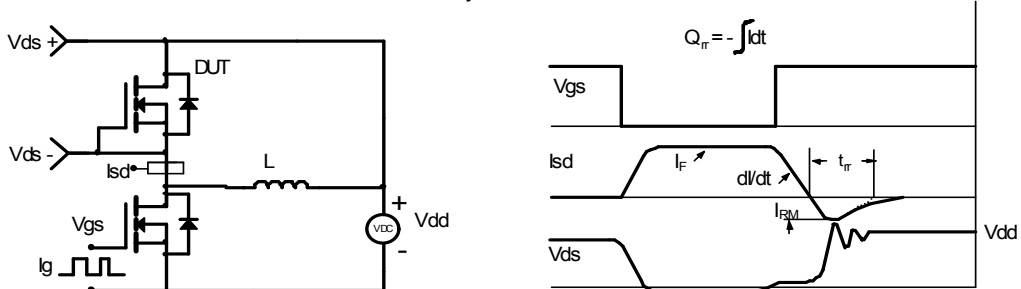 Vds +
DUT
Vds -
Isd
L
Vgs
Ig
+
VDC
-
Vdd
Qrr = - ∫Idt
Vgs
Isd
IF
dI/dt
trr
IRM
Vds
Vdd